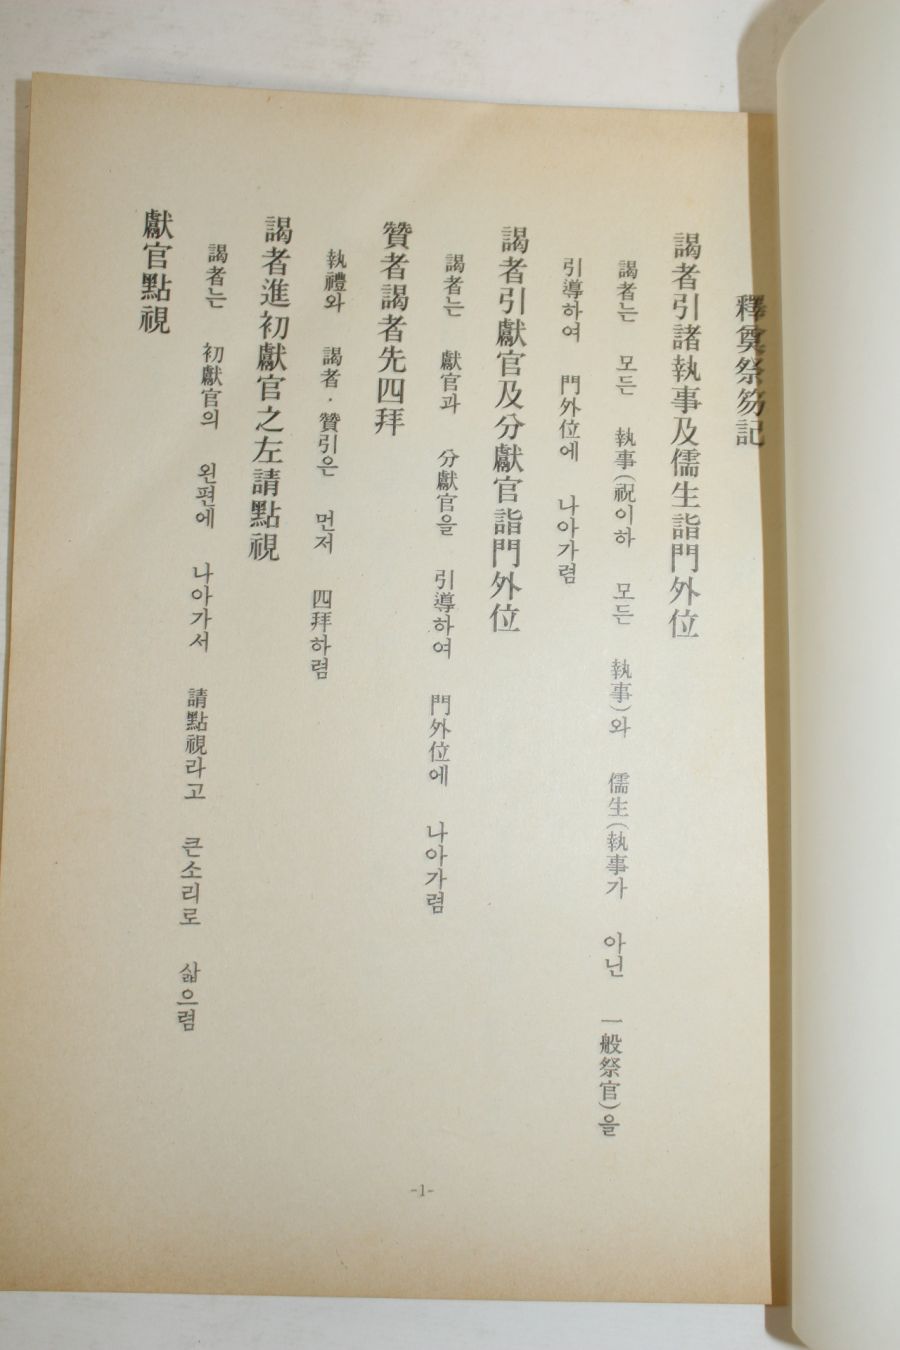 釋奠祭笏記
謁者引諸執事及儒生詣門外位
謁者는 모든 執事(祝이하 모든 執事)와 儒生(執事가 아닌 一般祭官)을
引導하여 門外位에 나아가렴
謁者引獻官及分獻官詣門外位
謁者는 獻官과 分獻官을 引導하여 門外位에 나아가렴
贊者謁者先四拜
執禮와 謁者·贊引은 먼저 四拜하렴
謁者進初獻官之左請點視
謁者는 初獻官의 왼편에 나아가서 請點視라고 큰소리로 삷으렴
獻官點視
-1-